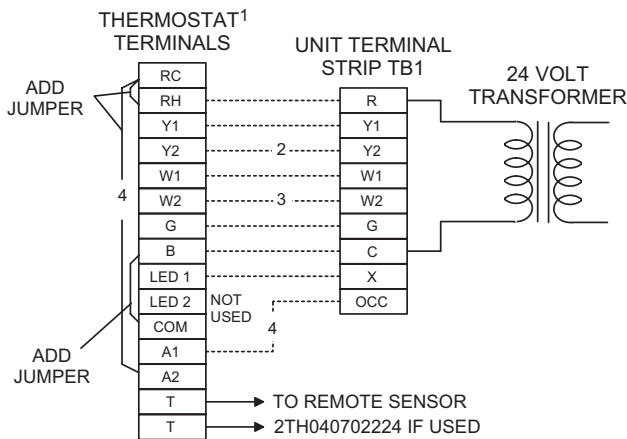 THERMOSTAT1
TERMINALS
UNIT TERMINAL
STRIP TB1
24 VOLT
TRANSFORMER
ADD
JUMPER
RC
RH
R
Y1
Y1
Y2
2
Y2
W1
W1
4
W2
3
W2
G
G
B
C
LED 1
X
LED 2
NOT
USED
OCC
COM
4
A1
ADD
JUMPER
A2
T
TO REMOTE SENSOR
T
2TH040702224 IF USED